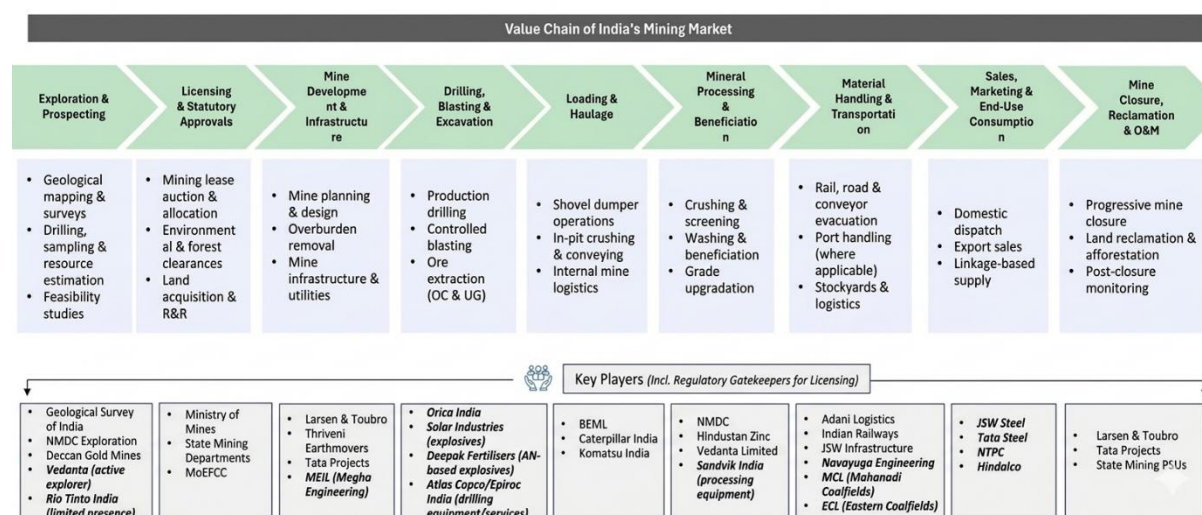 Value Chain of India's Mining Market
Exploration &
Prospecting
Licensing
& Statutory
Approvals
Mine
Developme
nt &
Infrastructu
re
Drilling,
Blasting &
Excavation
Loading &
Haulage
Mineral
Processing
&
Beneficiatio
n
Material
Handling &
Transportati
on
Sales,
Marketing &
End-Use
Consumptio
n
Mine
Closure,
Reclamation
& O&M
• Geological
mapping &
surveys
• Drilling,
sampling &
resource
estimation
• Feasibility
studies
• Mining lease
auction &
allocation
• Environment
al & forest
clearances
• Land
acquisition &
R&R
• Mine planning
& design
• Overburden
removal
• Mine
infrastructure &
utilities
• Production
drilling
• Controlled
blasting
• Ore
extraction
(OC & UG)
• Shovel dumper
operations
• In-pit crushing
& conveying
• Internal mine
logistics
• Crushing &
screening
• Washing &
beneficiation
• Grade
upgradation
• Rail, road &
conveyor
evacuation
• Port handling
(where
applicable)
• Stockyards &
logistics
• Domestic
dispatch
• Export sales
• Linkage-based
supply
• Progressive mine
closure
• Land reclamation &
afforestation
• Post-closure
monitoring
Key Players (Incl. Regulatory Gatekeepers for Licensing)
• Geological Survey
of India
• NMDC Exploration
• Deccan Gold Mines
• Vedanta (active
explorer)
• Rio Tinto India
(limited presence)
• Ministry of
Mines
• State Mining
Departments
• MoEFCC
• Larsen & Toubro
• Thriveni
Earthmovers
• Tata Projects
• MEIL (Megha
Engineering)
• Orica India
• Solar Industries
(explosives)
• Deepak Fertilisers (AN-
based explosives)
• Atlas Copco/Epiroc
India (drilling
equipment/services)
• BEML
• Caterpillar India
• Komatsu India
• NMDC
• Hindustan Zinc
• Vedanta Limited
• Sandvik India
(processing
equipment)
• Adani Logistics
• Indian Railways
• JSW Infrastructure
• Navayuga Engineering
• MCL (Mahanadi
Coalfields)
• ECL (Eastern Coalfields)
• JSW Steel
• Tata Steel
• NTPC
• Hindalco
• Larsen & Toubro
• Tata Projects
• State Mining PSUs